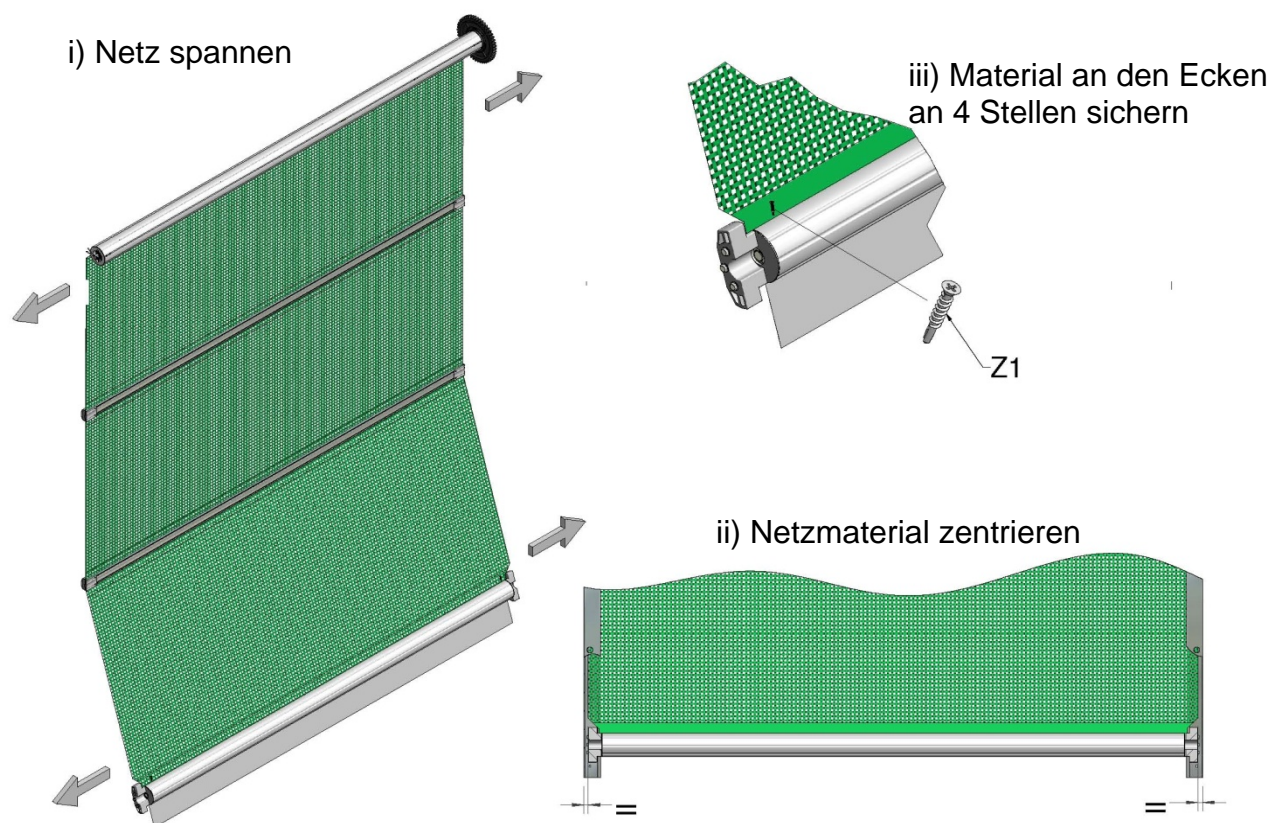 i) Netz spannen
iii) Material an den Ecken
an 4 Stellen sichern
Z1
ii) Netzmaterial zentrieren
=
=